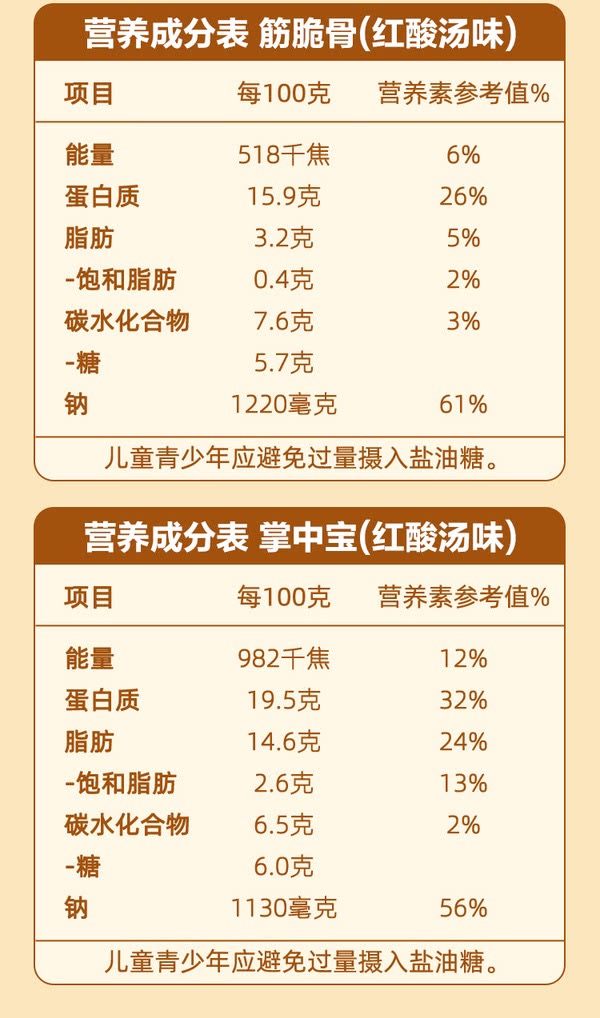 营养成分表 筋脆骨(红酸汤味)
项目 每100克 营养素参考值%
能量 518千焦 6%
蛋白质 15.9克 26%
脂肪 3.2克 5%
-饱和脂肪 0.4克 2%
碳水化合物 7.6克 3%
-糖 5.7克
钠 1220毫克 61%
儿童青少年应避免过量摄入盐油糖。
营养成分表 掌中宝(红酸汤味)
项目 每100克 营养素参考值%
能量 982千焦 12%
蛋白质 19.5克 32%
脂肪 14.6克 24%
-饱和脂肪 2.6克 13%
碳水化合物 6.5克 2%
-糖 6.0克
钠 1130毫克 56%
儿童青少年应避免过量摄入盐油糖。